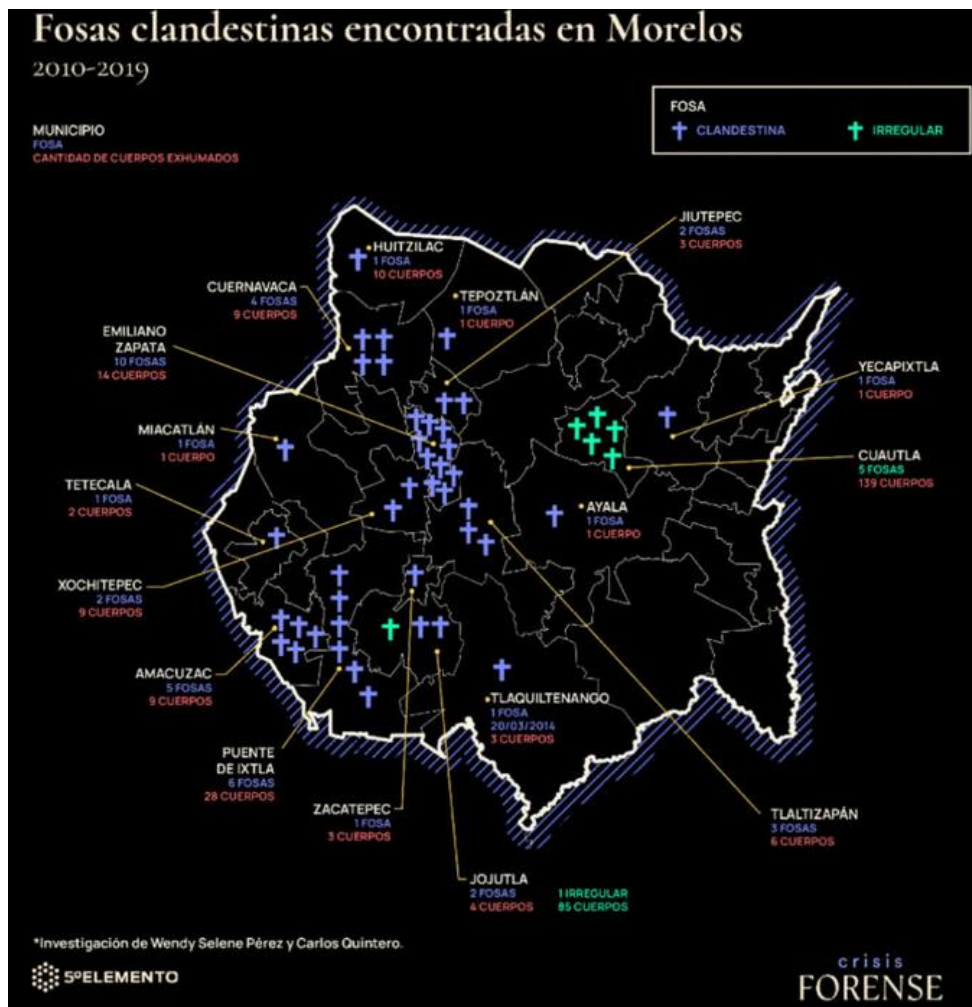 Fosas clandestinas encontradas en Morelos
2010-2019
FOSA
CLANDESTINA
IRREGULAR
MUNICIPIO
FOSA
CANTIDAD DE CUERPOS EXHUMADOS
JIUTEPEC
2 FOSAS
3 CUERPOS
HUITZILAC
1 FOSA
10 CUERPOS
CUERNAVACA
4 FOSAS
9 CUERPOS
TEPOZTLÁN
1 FOSA
1 CUERPO
EMILIANO
ZAPATA
10 FOSAS
14 CUERPOS
YECAPIXTLA
1 FOSA
1 CUERPO
MIACATLÁN
1 FOSA
1 CUERPO
CUAUTLA
5 FOSAS
139 CUERPOS
TETECALA
1 FOSA
2 CUERPOS
AYALA
1 FOSA
1 CUERPO
XOCHITEPEC
2 FOSAS
9 CUERPOS
AMACUZAC
5 FOSAS
9 CUERPOS
TLAQUILTENANGO
1 FOSA
20/03/2014
3 CUERPOS
PUENTE
DE IXTLA
6 FOSAS
28 CUERPOS
ZACATEPEC
1 FOSA
3 CUERPOS
TLALTIZAPÁN
3 FOSAS
6 CUERPOS
JOJUTLA
2 FOSAS 1 IRREGULAR
4 CUERPOS 85 CUERPOS
*Investigación de Wendy Selene Pérez y Carlos Quintero.
5ºELEMENTO
crisis
FORENSE